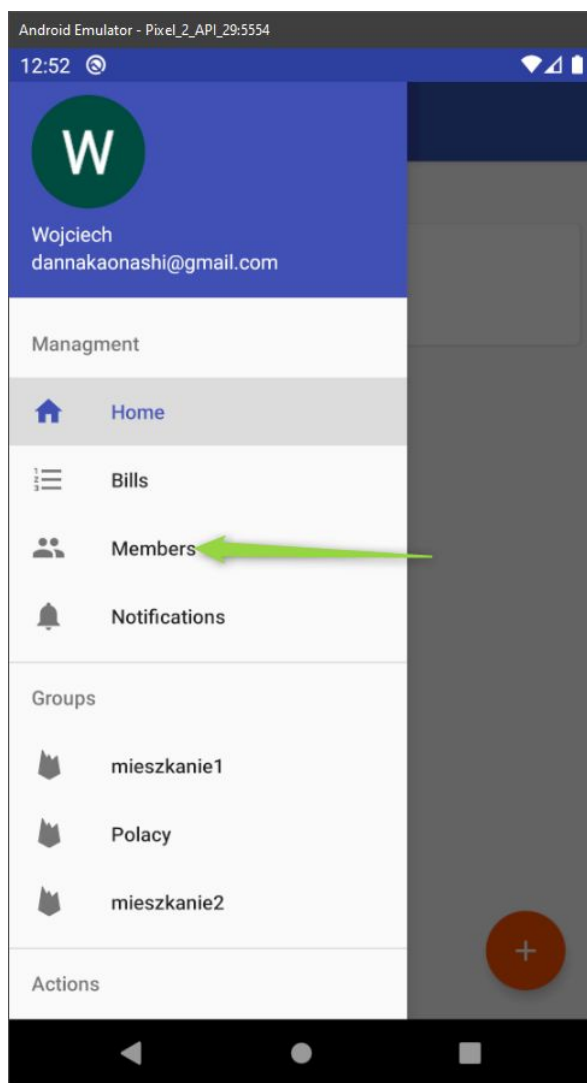 Android Emulator - Pixel_2_API_29:5554
12:52
W
Wojciech
dannakaonashi@gmail.com
Managment
Home
Bills
Members
Notifications
Groups
mieszkanie1
Polacy
mieszkanie2
Actions